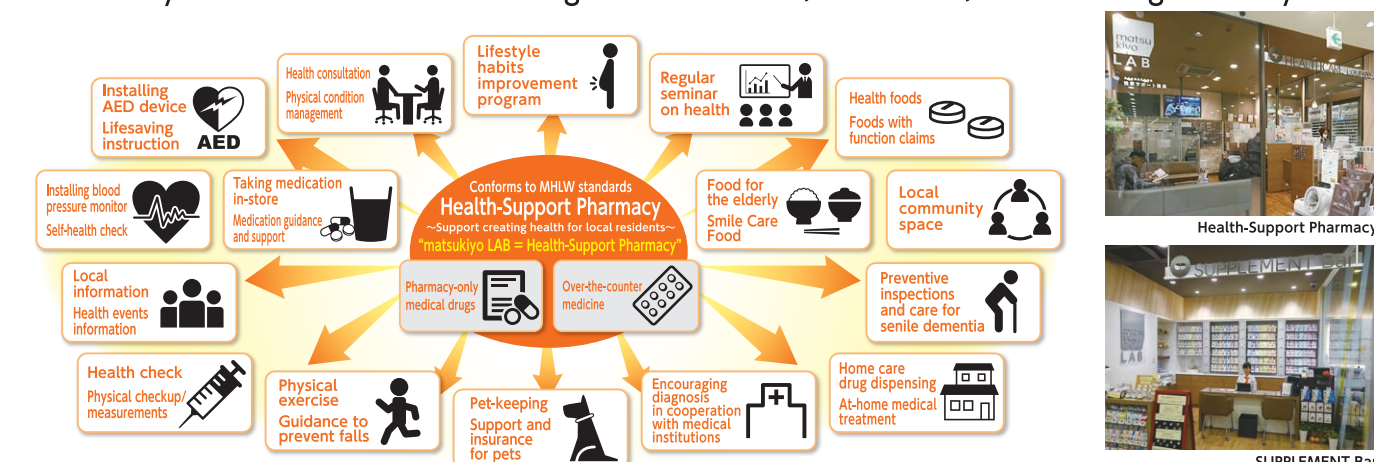 Lifestyle
habits
improvement
program
Health consultation
Physical condition
management
Regular
seminar
on health
Installing
AED device
Lifesaving
instruction
AED
Health foods
Foods with
function claims
Installing blood
pressure monitor
Self-health check
Taking medication
in-store
Medication guidance
and support
Conforms to MHLW standards
Health-Support Pharmacy
~Support creating health for local residents~
"matsukiyo LAB = Health-Support Pharmacy"
Pharmacy-only
medical drugs
Over-the-counter
medicine
Food for
the elderly
Smile Care
Food
Local
community
space
Local
information
Health events
information
Preventive
inspections
and care for
senile dementia
Health check
Physical checkup/
measurements
Physical
exercise
Guidance to
prevent falls
Pet-keeping
Support and
insurance
for pets
Encouraging
diagnosis
in cooperation
with medical
institutions
Home care
drug dispensing
At-home medical
treatment
matsu
kiyo
LAB
Health-Support Pharmacy
SUPPLEMENT Bar
LAB
SUPPLEMENT Bar